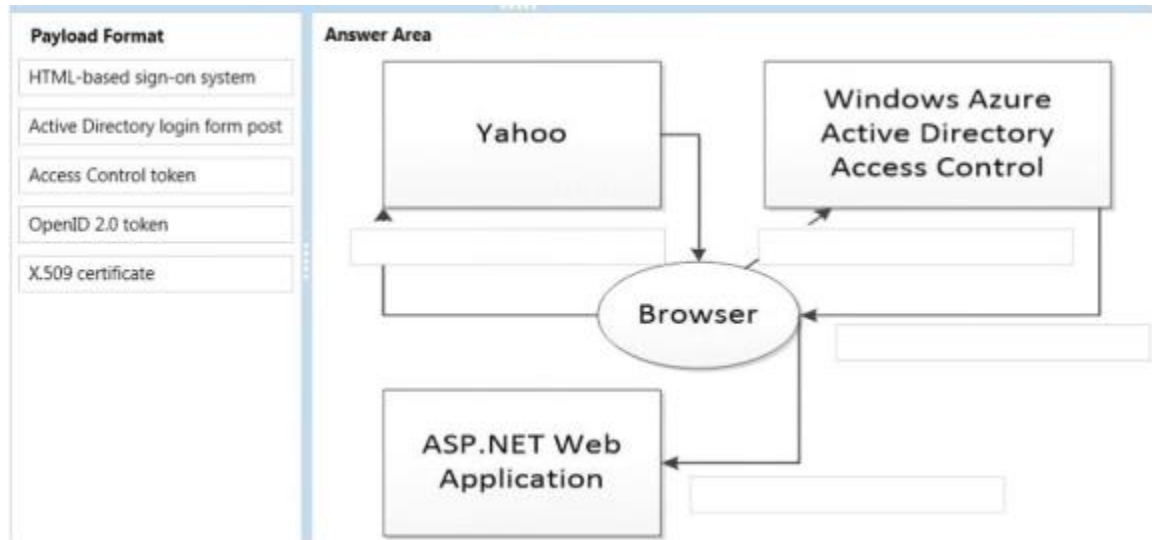 Payload Format
HTML-based sign-on system
Active Directory login form post
Access Control token
OpenID 2.0 token
X.509 certificate
Answer Area
Yahoo
Windows Azure
Active Directory
Access Control
Browser
ASP.NET Web
Application